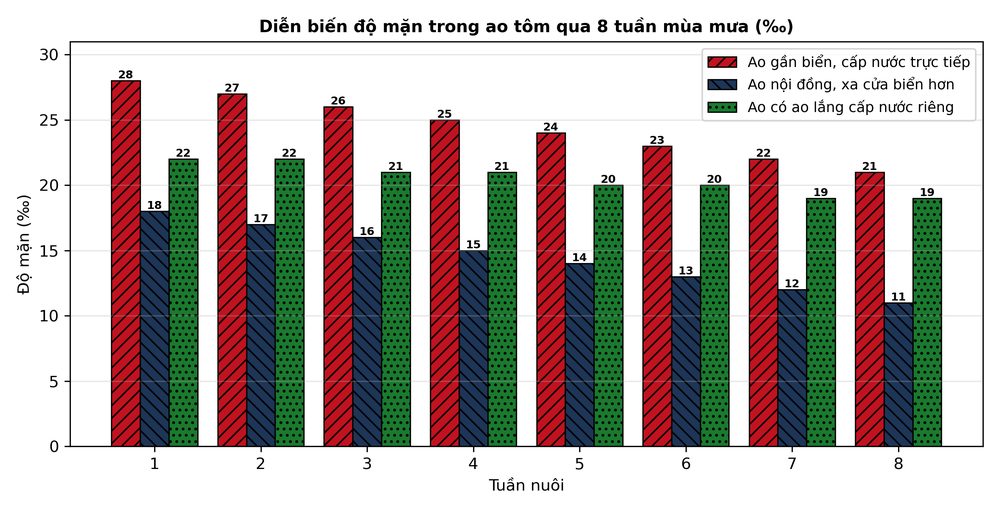 Diễn biến độ mặn trong ao tôm qua 8 tuần mùa mưa (‰)
Ao gần biển, cấp nước trực tiếp
Ao nội đồng, xa cửa biển hơn
Ao có ao lắng cấp nước riêng
Độ mặn (‰)
30
25
20
15
10
5
0
28 18 22
27 17 22
26 16 21
25 15 21
24 14 20
23 13 20
22 12 19
21 11 19
1 2 3 4 5 6 7 8
Tuần nuôi